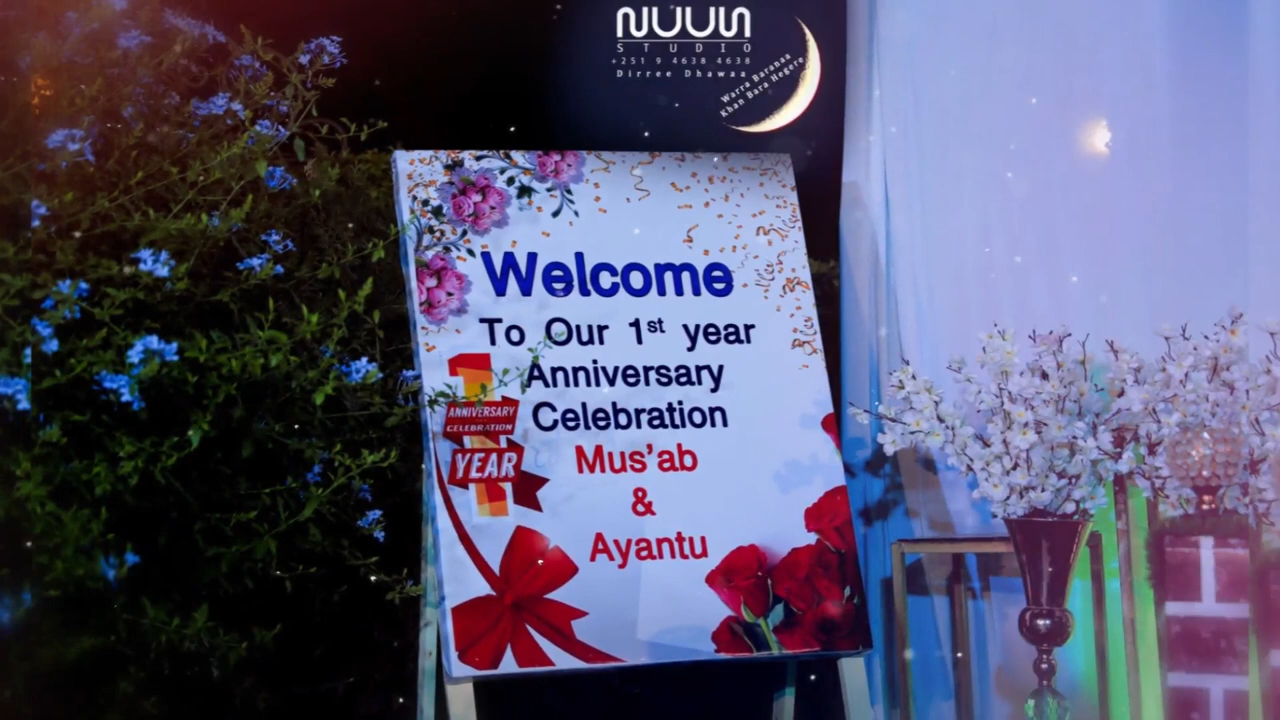 NUUN
STUDIO
+251 9 4638 4638
Dirree Dhawaa
Warra Baranaa
Khan Bara Hegere
Welcome
To Our 1st year
Anniversary
Celebration
Mus'ab
&
Ayantu
1
ANNIVERSARY
CELEBRATION
YEAR